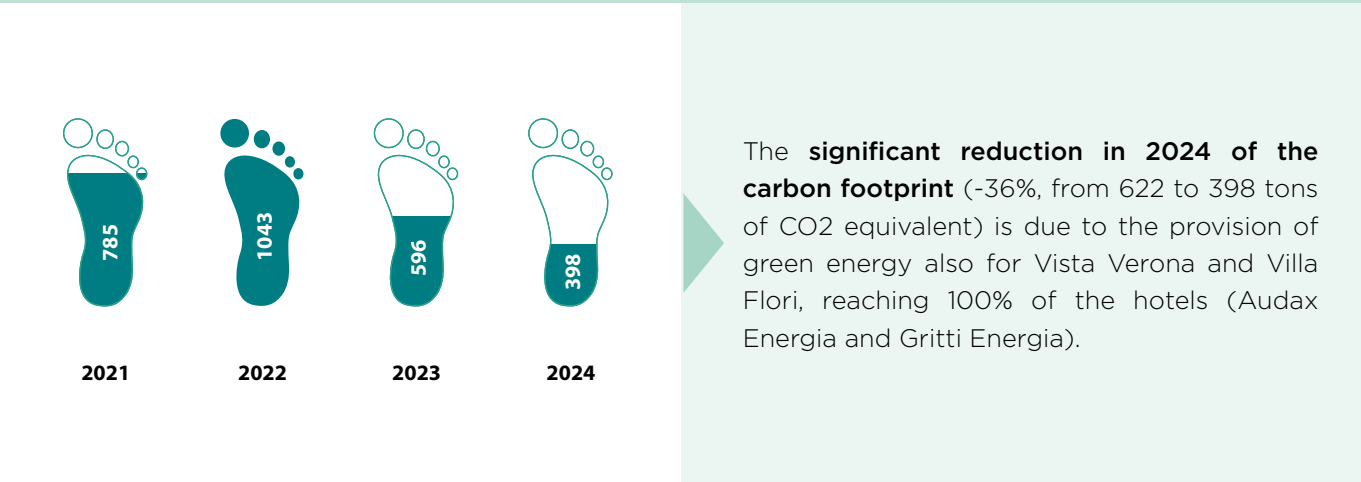 785
1043
596
398
2021
2022
2023
2024
The significant reduction in 2024 of the
carbon footprint (-36%, from 622 to 398 tons
of CO2 equivalent) is due to the provision of
green energy also for Vista Verona and Villa
Flori, reaching 100% of the hotels (Audax
Energia and Gritti Energia).